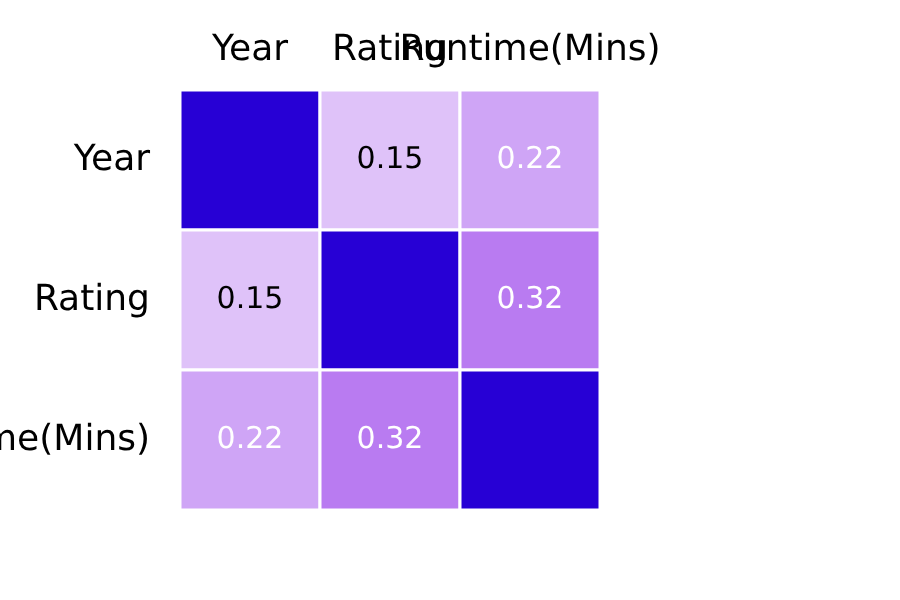 Year Rating Runtime(Mins)
Year 0.15 0.22
Rating 0.15 0.32
me(Mins) 0.22 0.32